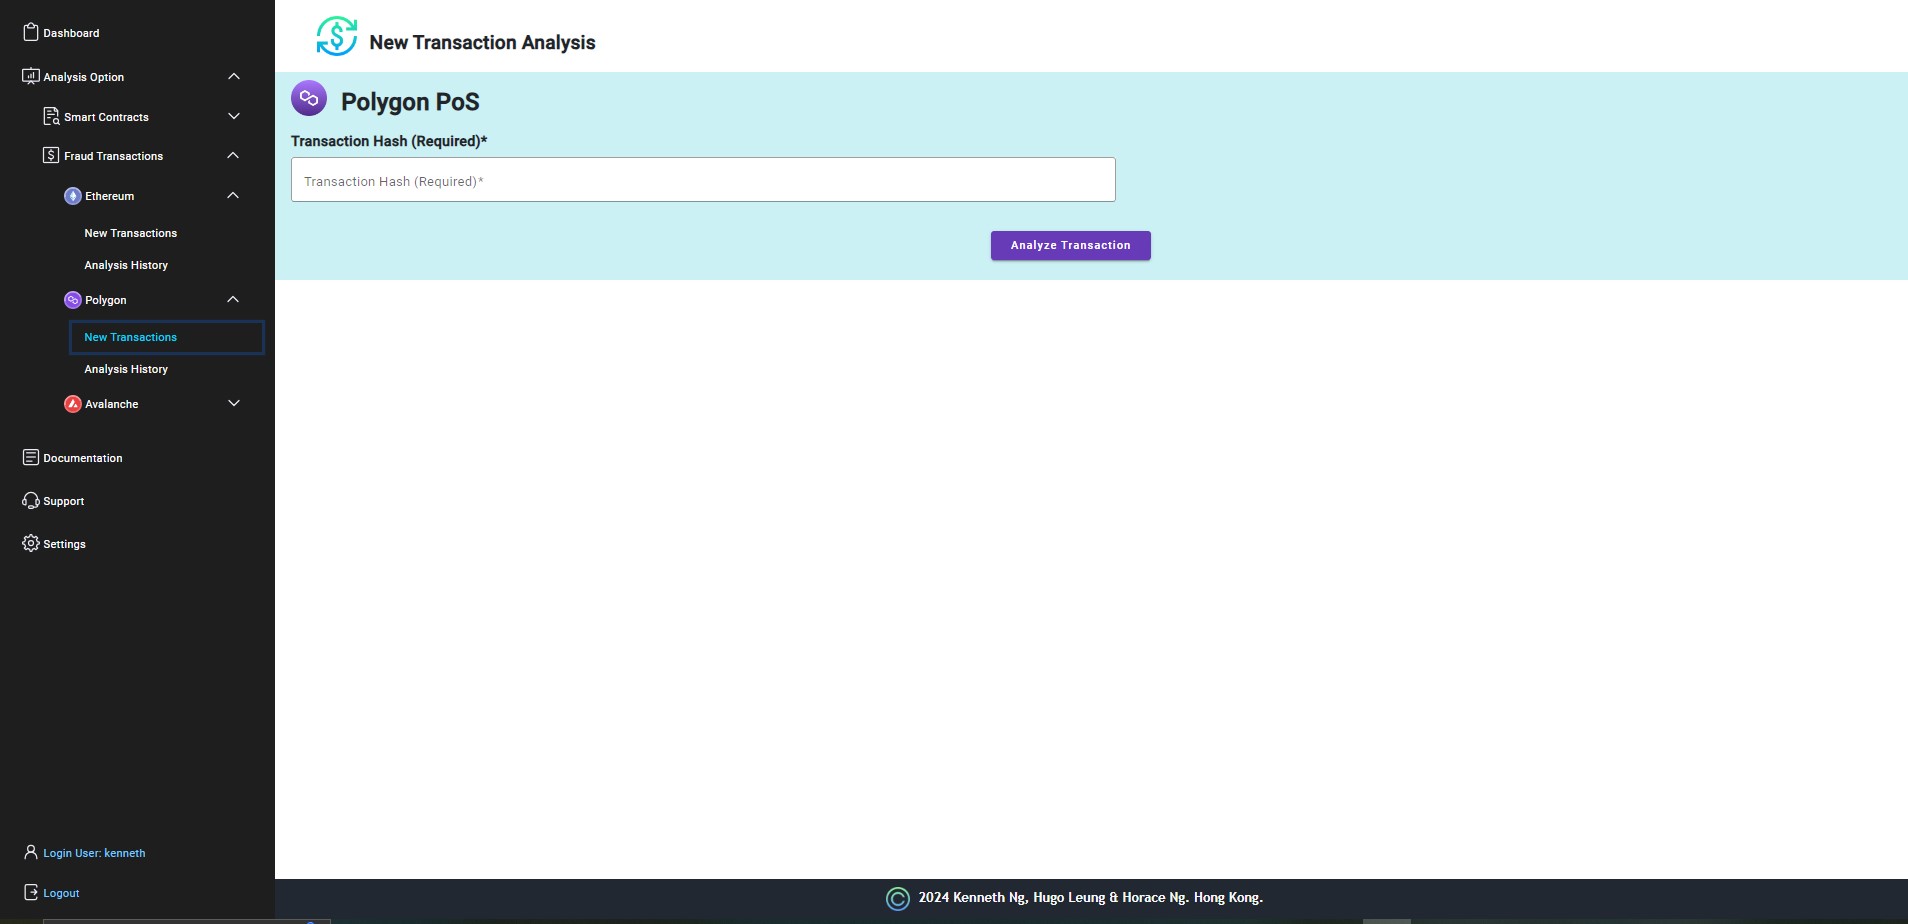 Dashboard
Analysis Option
Smart Contracts
Fraud Transactions
Ethereum
New Transactions
Analysis History
Polygon
New Transactions
Analysis History
Avalanche
Documentation
Support
Settings
Login User: kenneth
Logout
New Transaction Analysis
Polygon PoS
Transaction Hash (Required)*
Transaction Hash (Required)*
Analyze Transaction
2024 Kenneth Ng, Hugo Leung & Horace Ng. Hong Kong.